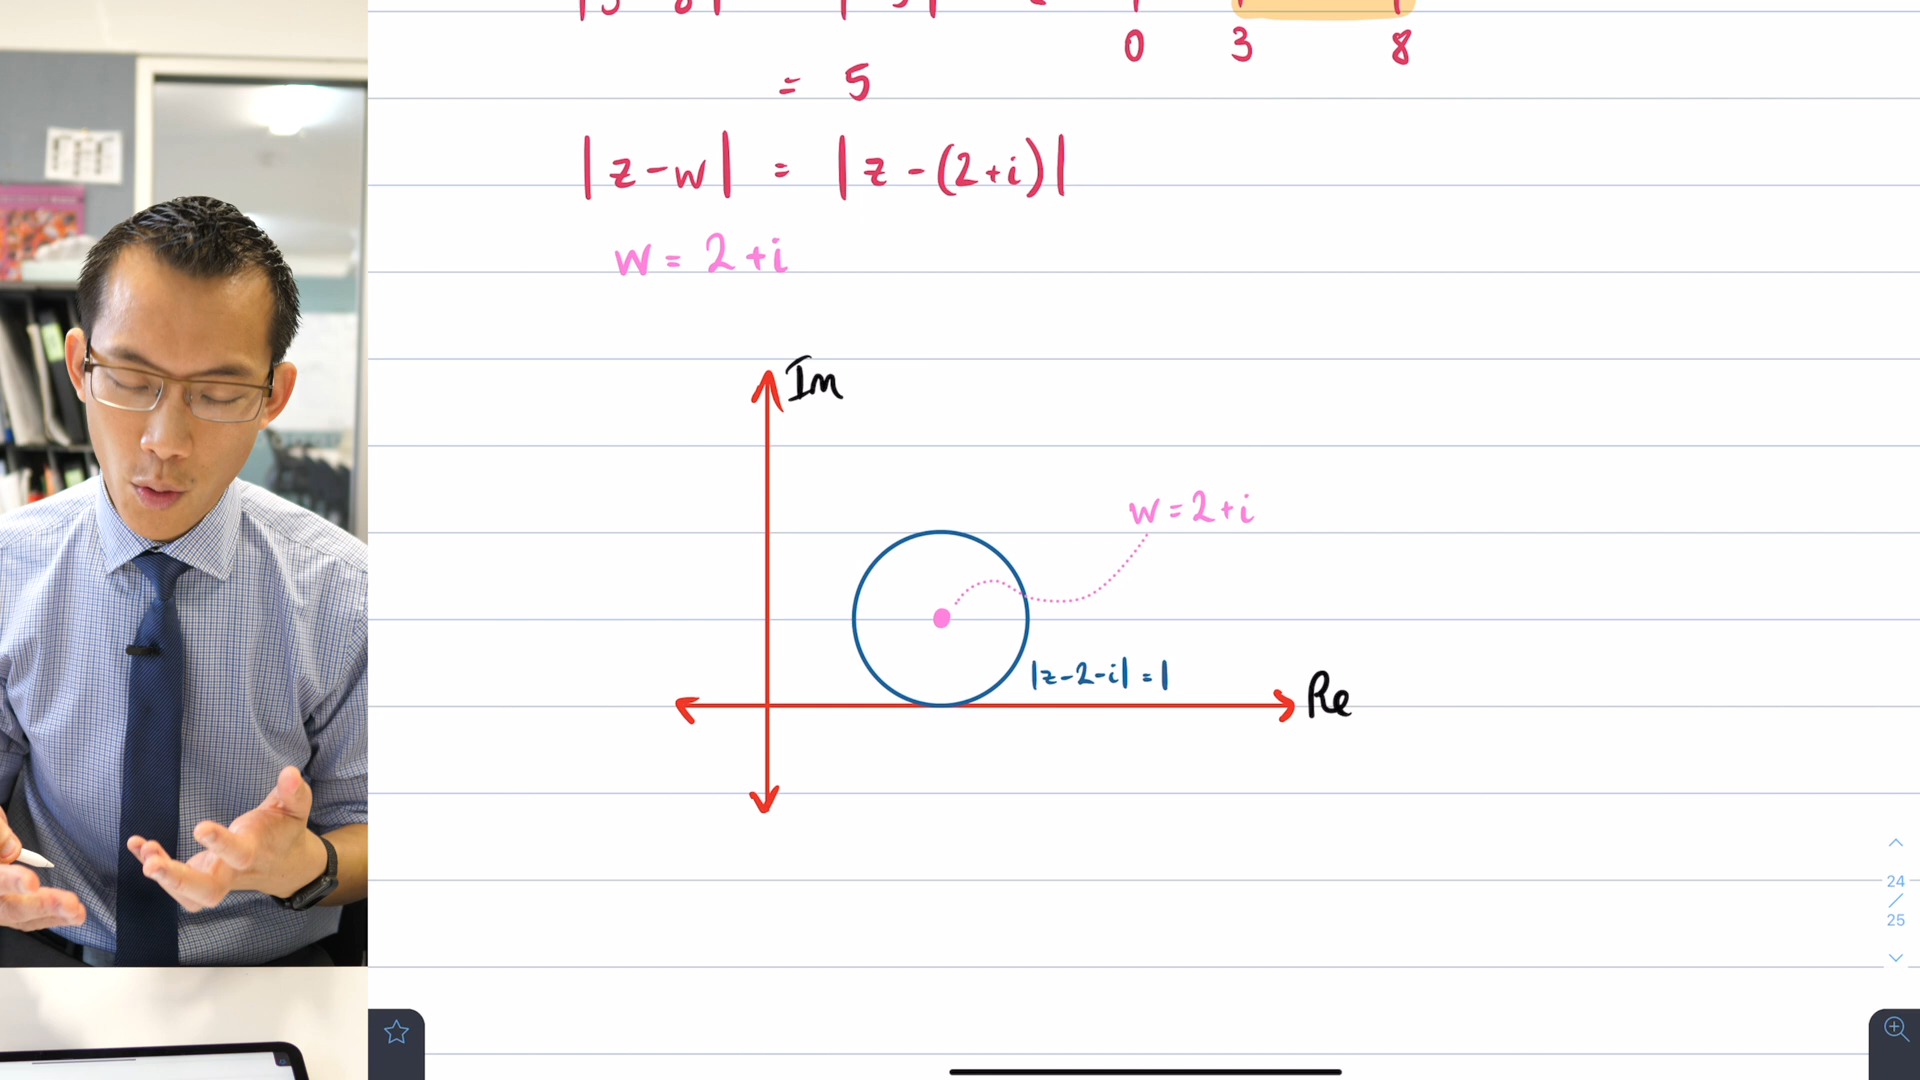 0 3 8
= 5
|z-w| = |z-(2+i)|
w = 2+i
Im
w = 2+i
|z-2-i| = 1
Re
24
/
25